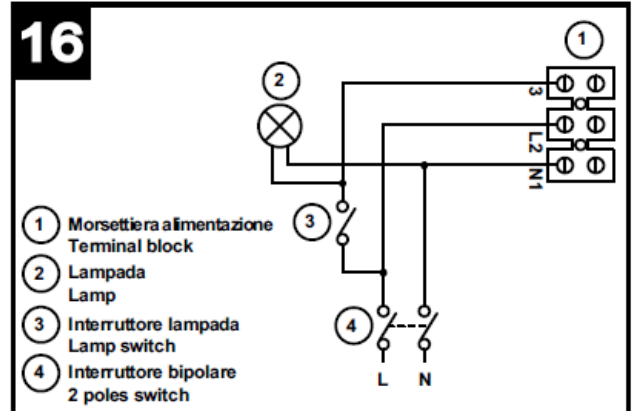 16
1
2
3
L2
N1
3
4
L N
1 Morsettiera alimentazione
Terminal block
2 Lampada
Lamp
3 Interruttore lampada
Lamp switch
4 Interruttore bipolare
2 poles switch